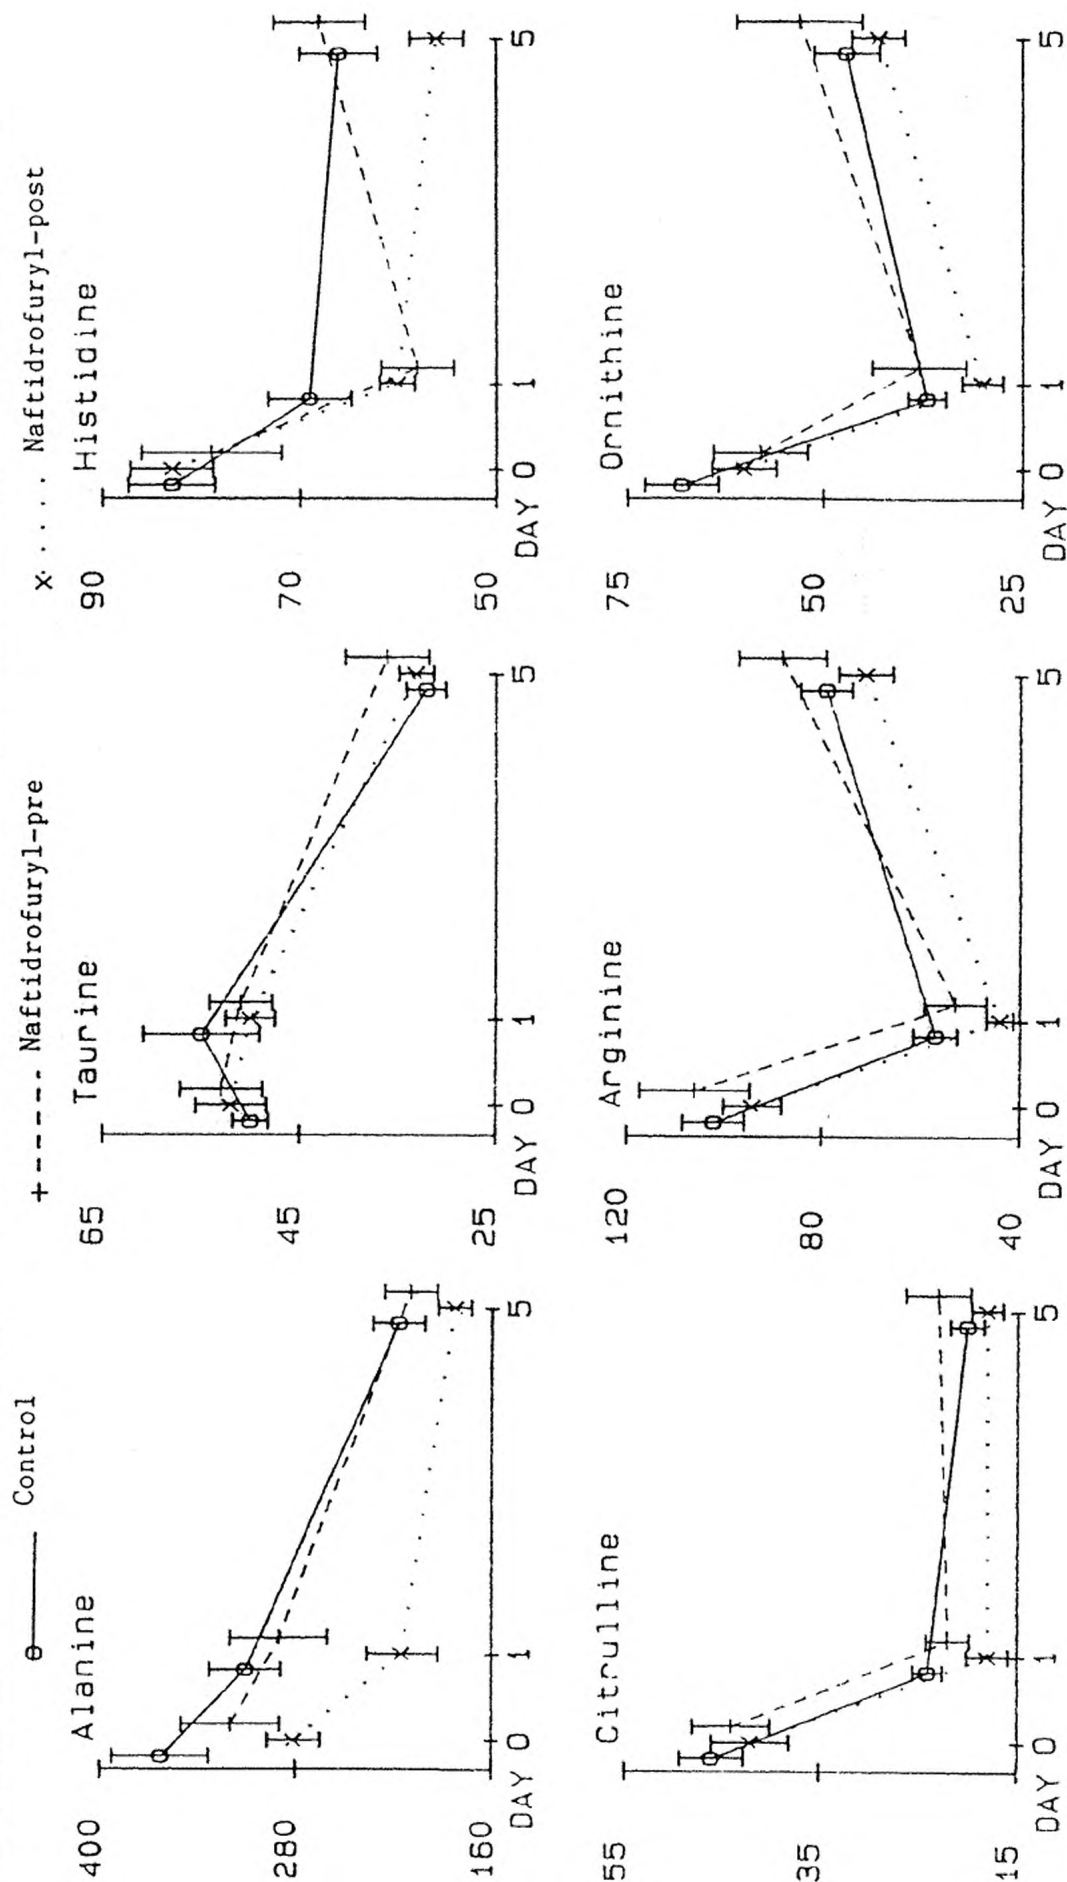 Control
Naftidrofuryl-pre
Naftidrofuryl-post
Alanine
400
280
160
DAY 0 1 5
Taurine
65
45
25
DAY 0 1 5
Histidine
90
70
50
DAY 0 1 5
Citrulline
55
35
15
DAY 0 1 5
Arginine
120
80
40
DAY 0 1 5
Ornithine
75
50
25
DAY 0 1 5